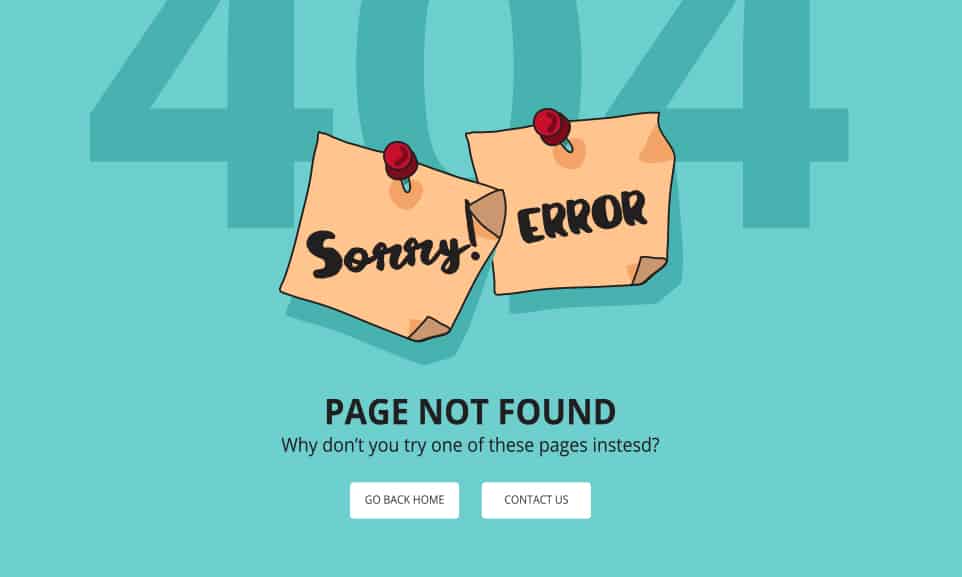 404
Sorry!
ERROR
PAGE NOT FOUND
Why don't you try one of these pages instesd?
GO BACK HOME
CONTACT US